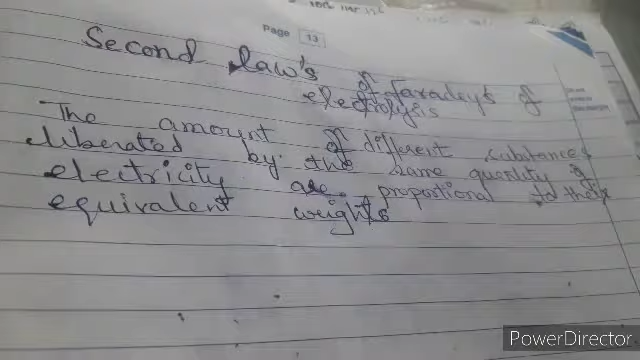 Page 13
Second law's of Faraday's of
electrolysis
The amount of different substances
liberated by the same quantity of
electricity are proportional to their
equivalent weights
PowerDirector